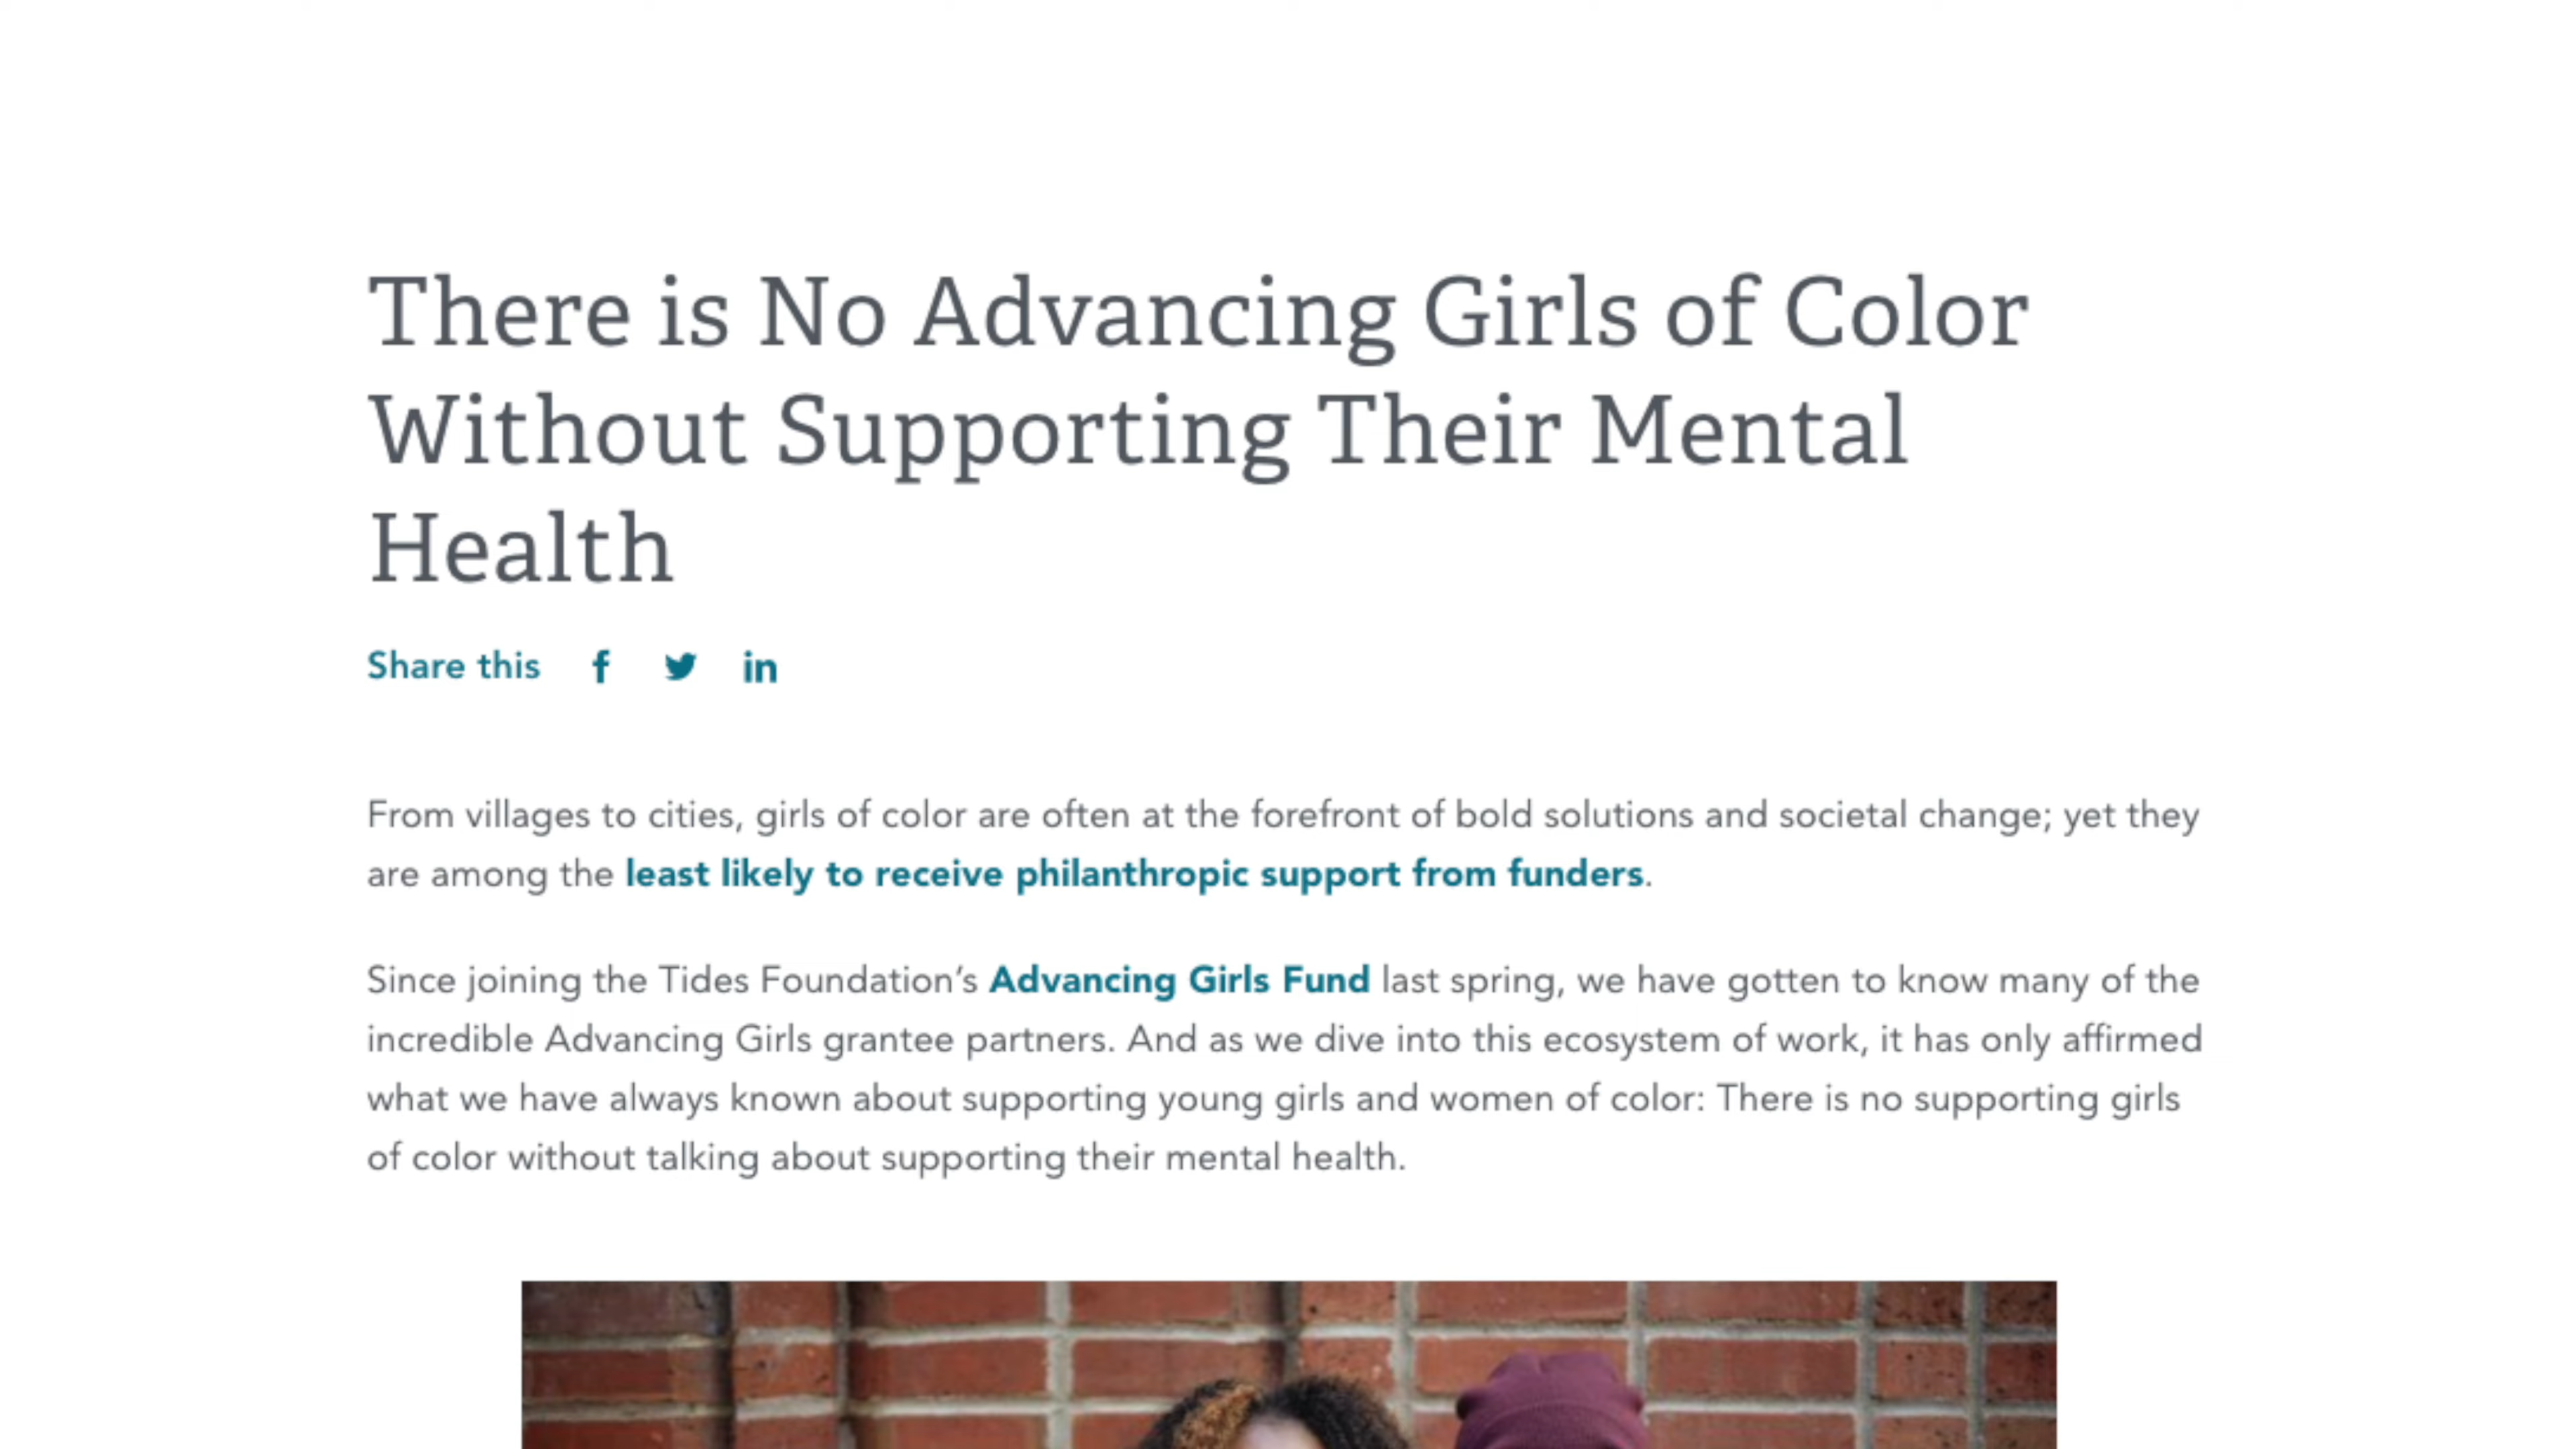 There is No Advancing Girls of Color
Without Supporting Their Mental
Health
Share this
From villages to cities, girls of color are often at the forefront of bold solutions and societal change; yet they
are among the least likely to receive philanthropic support from funders.
Since joining the Tides Foundation’s Advancing Girls Fund last spring, we have gotten to know many of the
incredible Advancing Girls grantee partners. And as we dive into this ecosystem of work, it has only affirmed
what we have always known about supporting young girls and women of color: There is no supporting girls
of color without talking about supporting their mental health.